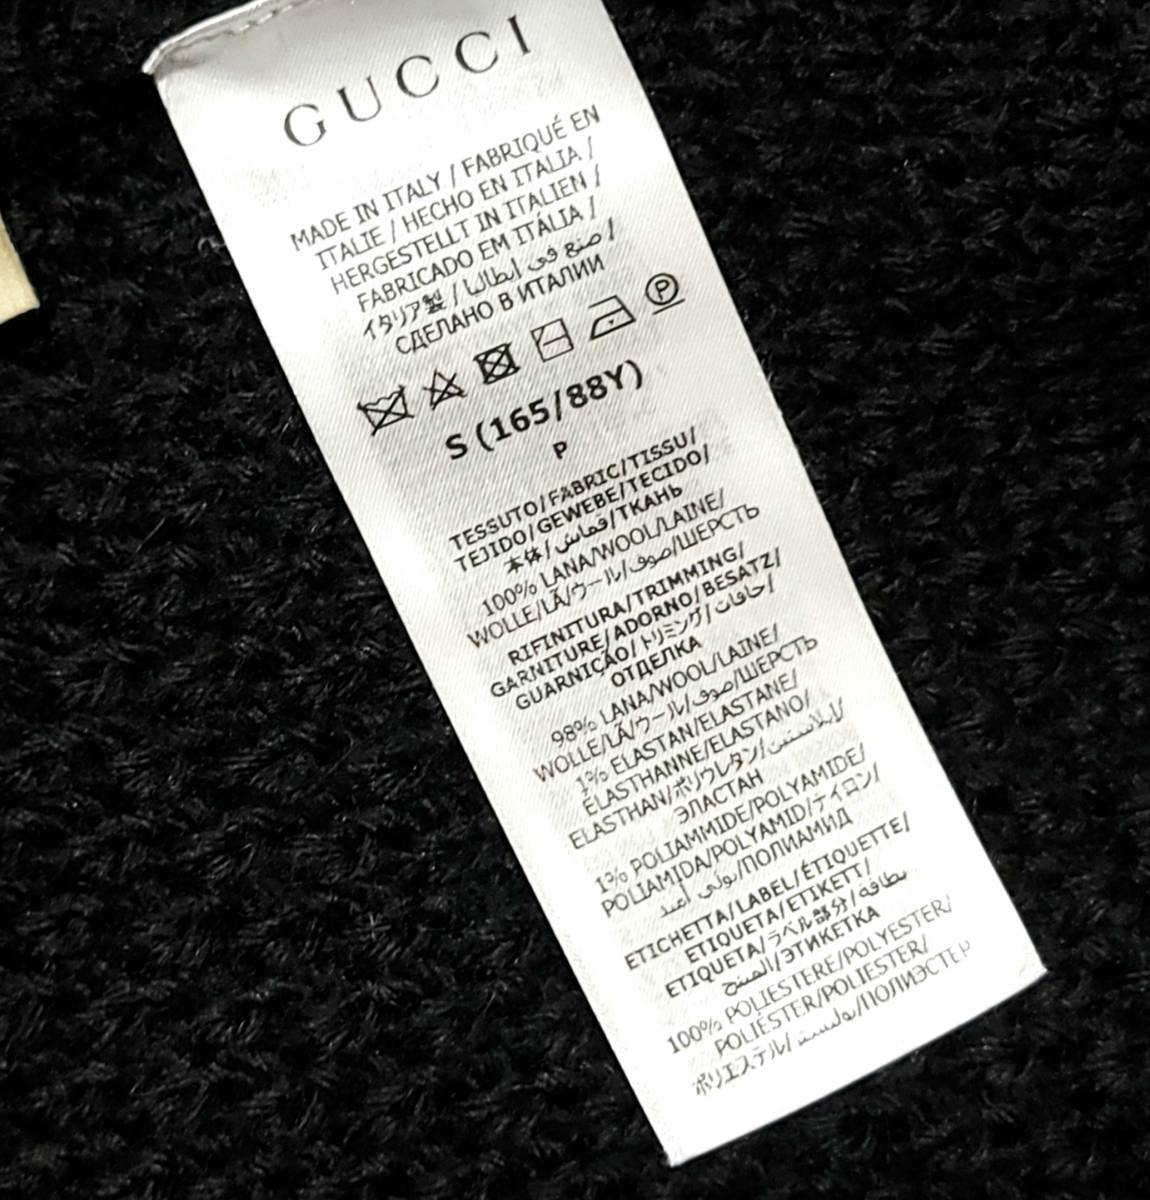 GUCCI
MADE IN ITALY / FABRIQUÉ EN
ITALIE / HECHO EN ITALIA /
HERGESTELLT IN ITALIEN /
FABRICADO EM ITÁLIA /
イタリア製 / صنع في إيطاليا /
СДЕЛАНО В ИТАЛИИ
P
S (165/88Y)
P
TESSUTO/FABRIC/TISSU/
TEJIDO/GEWEBE/TECIDO/
本体/قماش/ТКАНЬ
100% LANA/WOOL/LAINE/
WOLLE/LÃ/ウール/صوف/ШЕРСТЬ
RIFINITURA/TRIMMING/
GARNITURE/ADORNO/BESATZ/
GUARNIÇÃO/トリミング/حافات/
ОТДЕЛКА
98% LANA/WOOL/LAINE/
WOLLE/LÃ/ウール/صوف/ШЕРСТЬ
1% ELASTAN/ELASTANE/
ÉLASTHANNE/ELASTANO/
ELASTHAN/ポリウレタン/إيلاستين/
ЭЛАСТАН
1% POLIAMMIDE/POLYAMIDE/
POLIAMIDA/POLYAMID/ナイロン/
بولي أميد/ПОЛИАМИД
ETICHETTA/LABEL/ÉTIQUETTE/
ETIQUETA/ETIKETT/
ETIQUETA/ラベル部分/بطاقة
المنتج/ЭТИКЕТКА
100% POLIESTERE/POLYESTER/
POLIÉSTER/POLIESTER/
ポリエステル/بوليستر/ПОЛИЭСТЕР